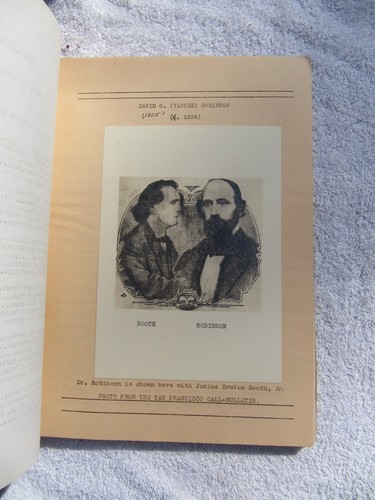 DAVID G. (YANKEE) ROBINSON
(1805? (d. 1856)
BOOTH ROBINSON
Dr. Robinson is shown here with Junius Brutus Booth, Jr.
PHOTO FROM THE SAN FRANCISCO CALL-BULLETIN.